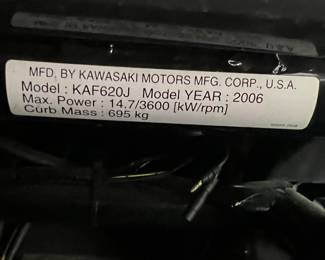 MFD. BY KAWASAKI MOTORS MFG. CORP., U.S.A.
Model : KAF620J Model YEAR : 2006
Max. Power : 14,7/3600 [kW/rpm]
Curb Mass : 695 kg